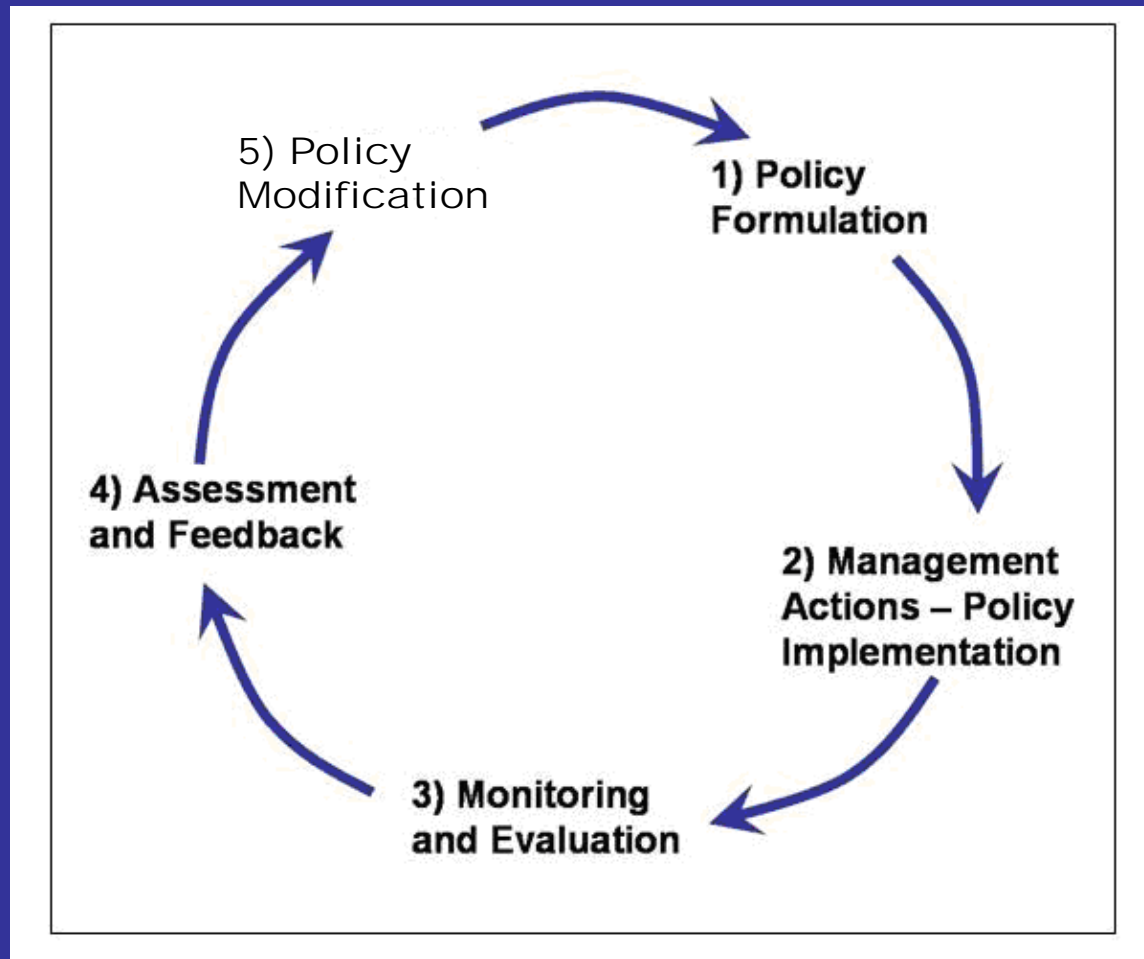 1) Policy
Formulation
2) Management
Actions – Policy
Implementation
3) Monitoring
and Evaluation
4) Assessment
and Feedback
5) Policy
Modification